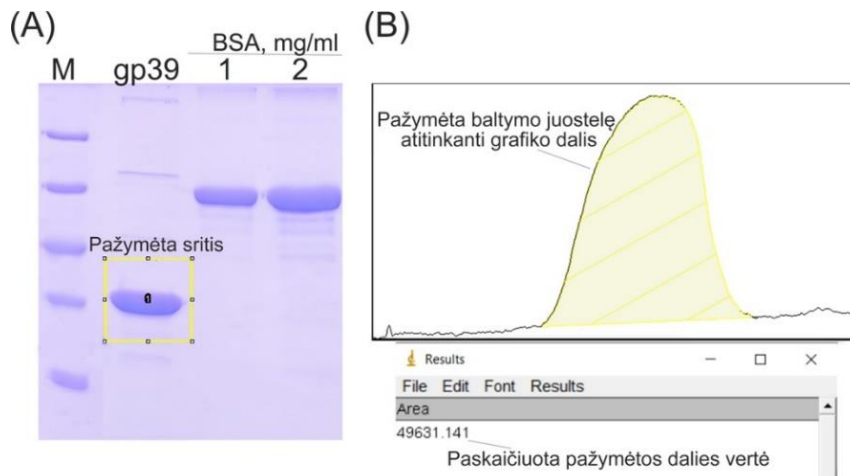 (A)
BSA, mg/ml
M gp39 1 2
Pažymėta sritis
(B)
Pažymėta baltymo juostelę
atitinkanti grafiko dalis
Results
File Edit Font Results
Area
49631.141
Paskaičiuota pažymėtos dalies vertė